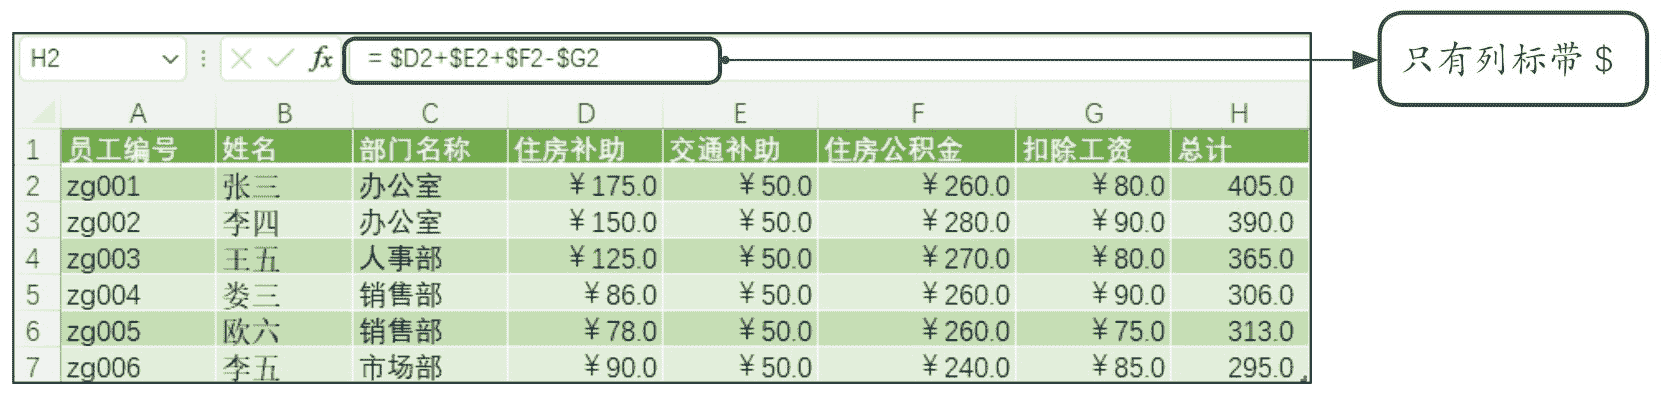 H2 fx = $D2+$E2+$F2-$G2 只有列标带$
A B C D E F G H
1 员工编号 姓名 部门名称 住房补助 交通补助 住房公积金 扣除工资 总计
2 zg001 张三 办公室 ¥175.0 ¥50.0 ¥260.0 ¥80.0 405.0
3 zg002 李四 办公室 ¥150.0 ¥50.0 ¥280.0 ¥90.0 390.0
4 zg003 王五 人事部 ¥125.0 ¥50.0 ¥270.0 ¥80.0 365.0
5 zg004 娄三 销售部 ¥86.0 ¥50.0 ¥260.0 ¥90.0 306.0
6 zg005 欧六 销售部 ¥78.0 ¥50.0 ¥260.0 ¥75.0 313.0
7 zg006 李五 市场部 ¥90.0 ¥50.0 ¥240.0 ¥85.0 295.0